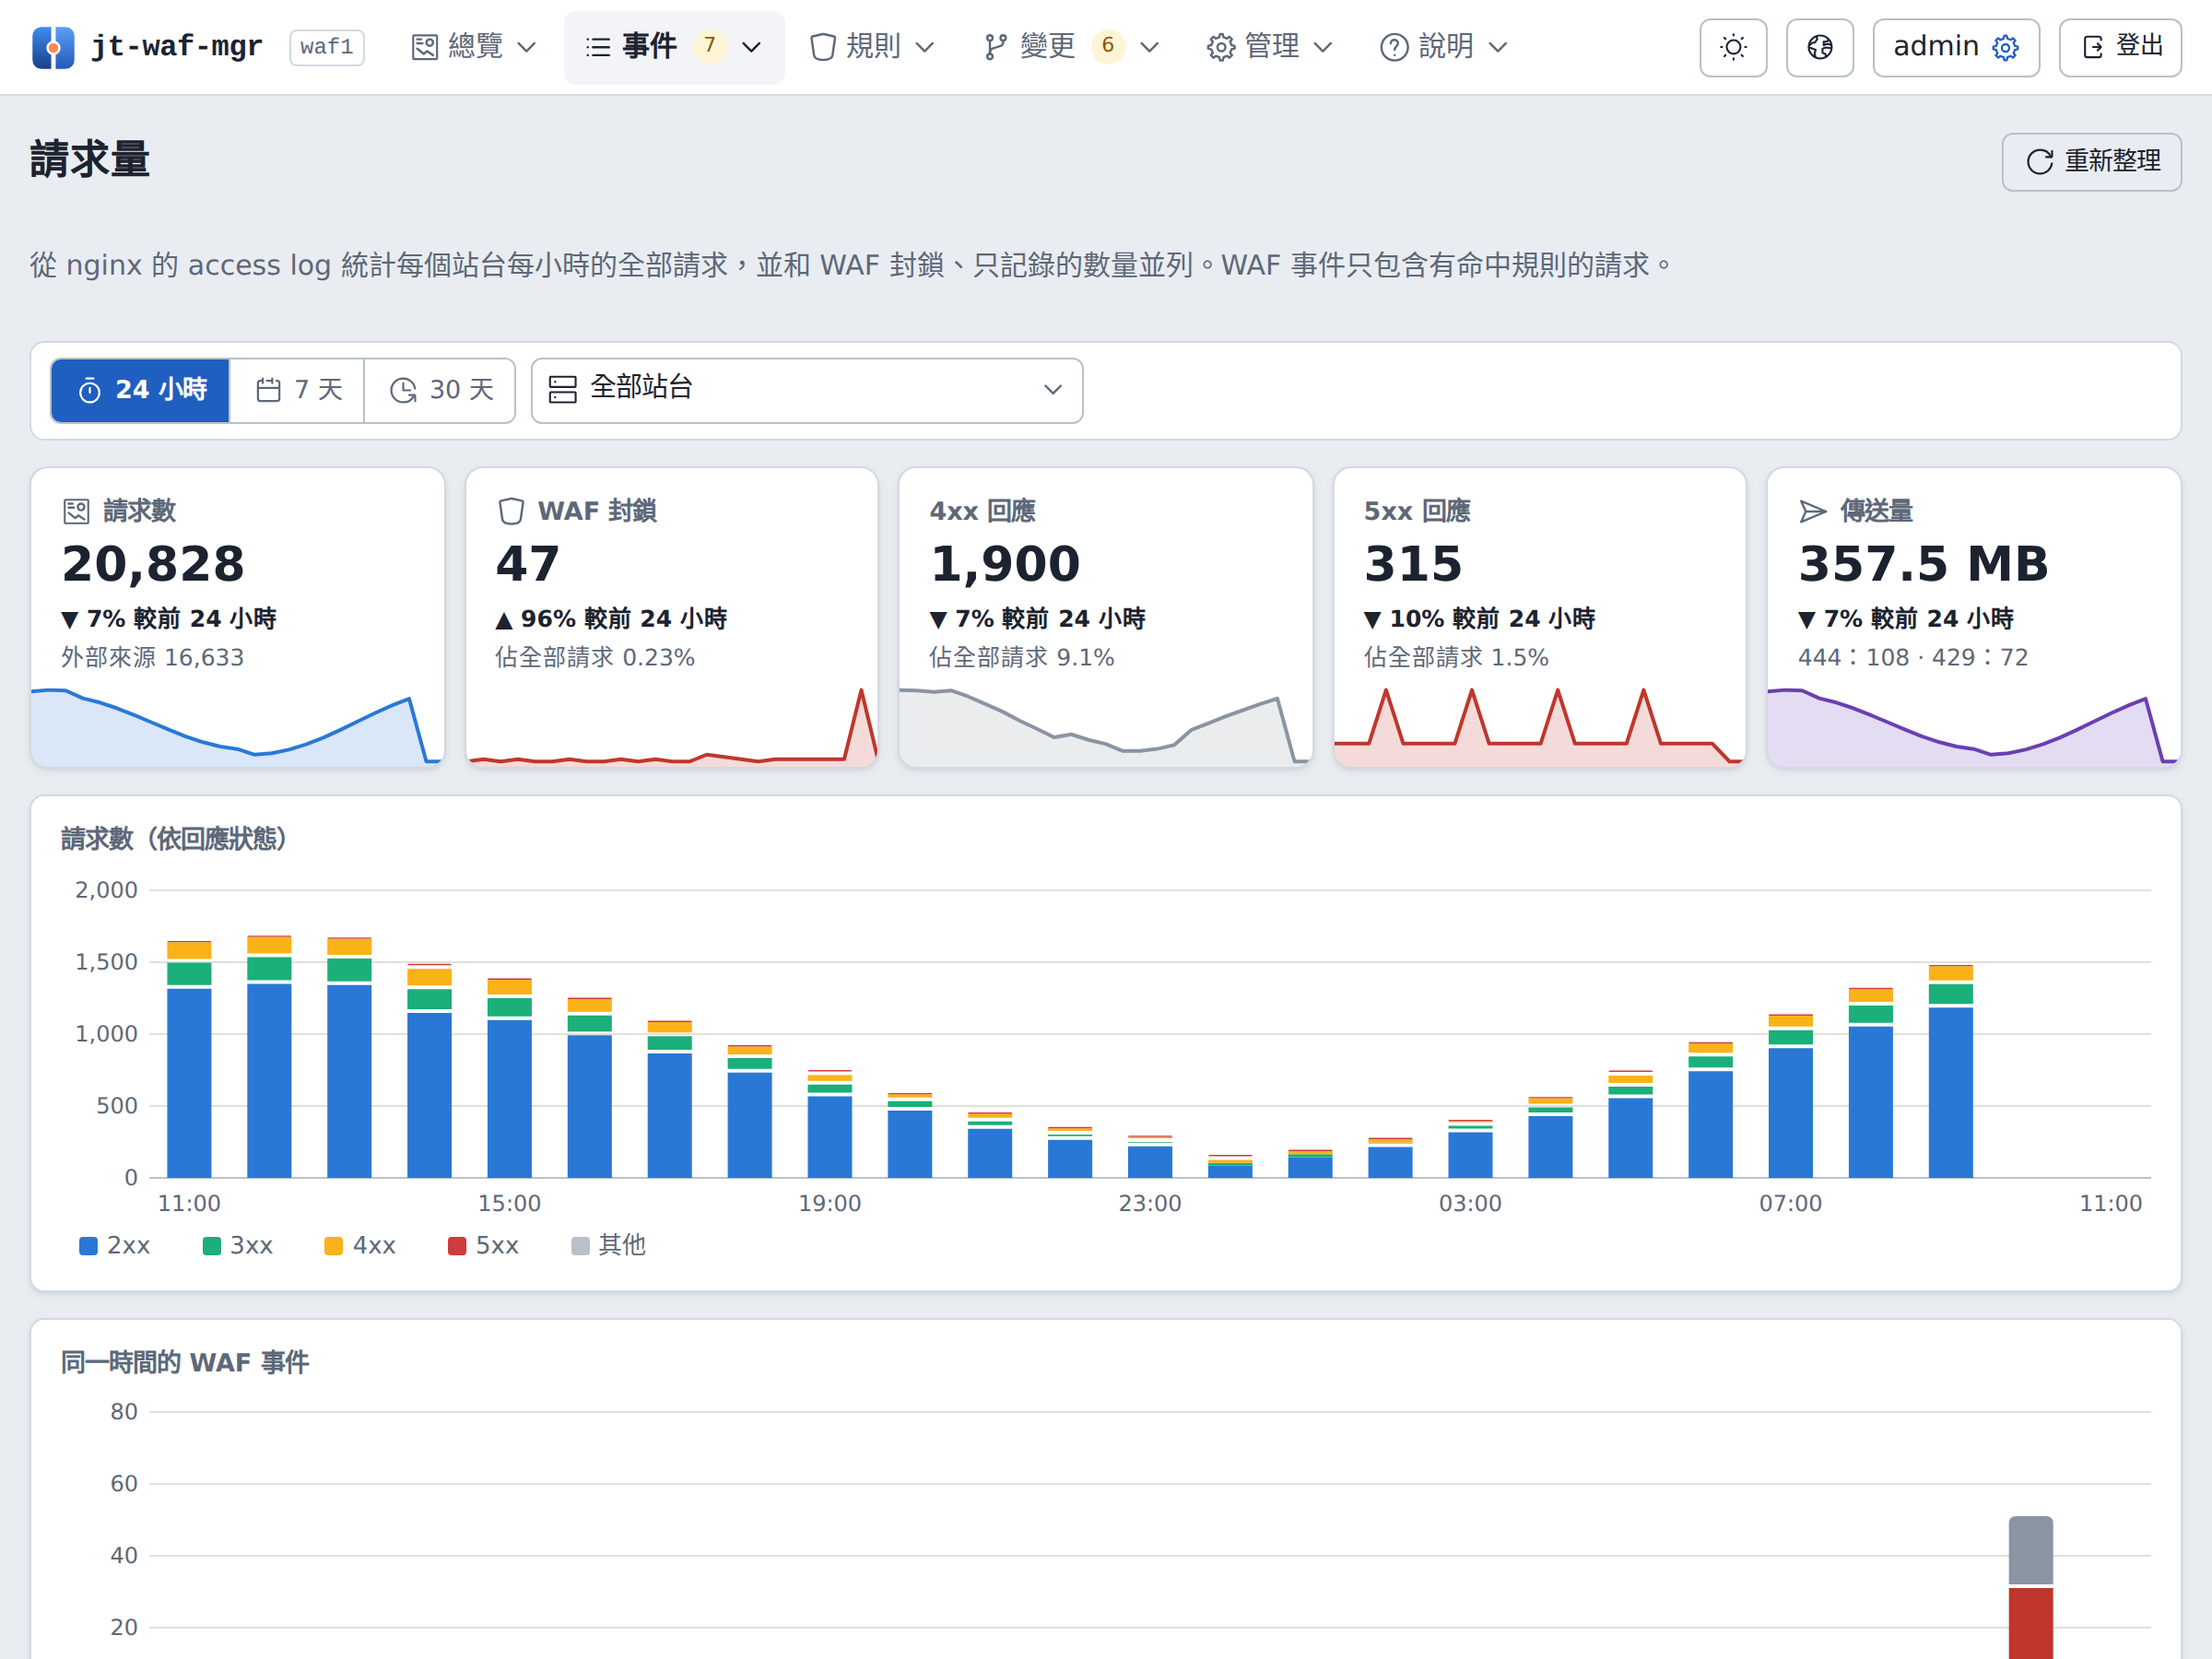 jt-waf-mgr waf1 總覽 事件 7 規則 變更 6 管理 說明 admin 登出
請求量
重新整理
從 nginx 的 access log 統計每個站台每小時的全部請求，並和 WAF 封鎖、只記錄的數量並列。WAF 事件只包含有命中規則的請求。
24 小時 7 天 30 天 全部站台
請求數
20,828
▼ 7% 較前 24 小時
外部來源 16,633
WAF 封鎖
47
▲ 96% 較前 24 小時
佔全部請求 0.23%
4xx 回應
1,900
▼ 7% 較前 24 小時
佔全部請求 9.1%
5xx 回應
315
▼ 10% 較前 24 小時
佔全部請求 1.5%
傳送量
357.5 MB
▼ 7% 較前 24 小時
444：108 · 429：72
請求數（依回應狀態）
2,000
1,500
1,000
500
0
11:00 15:00 19:00 23:00 03:00 07:00 11:00
2xx 3xx 4xx 5xx 其他
同一時間的 WAF 事件
80
60
40
20